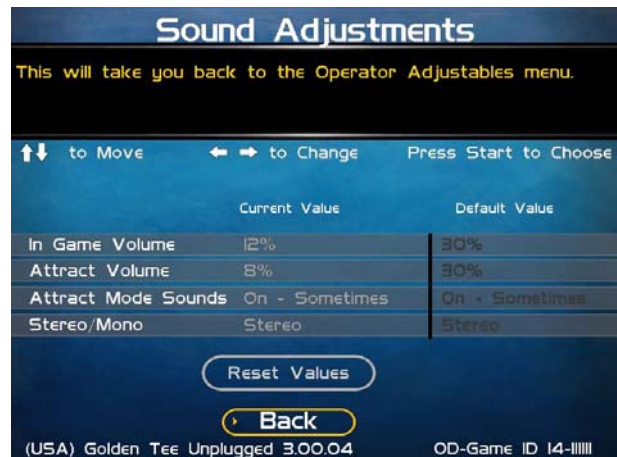 Sound Adjustments
This will take you back to the Operator Adjustables menu.
to Move to Change Press Start to Choose
Current Value Default Value
In Game Volume 12% 30%
Attract Volume 8% 30%
Attract Mode Sounds On - Sometimes On - Sometimes
Stereo/Mono Stereo Stereo
Reset Values
Back
(USA) Golden Tee Unplugged 3.00.04 OD-Game ID 14-111111